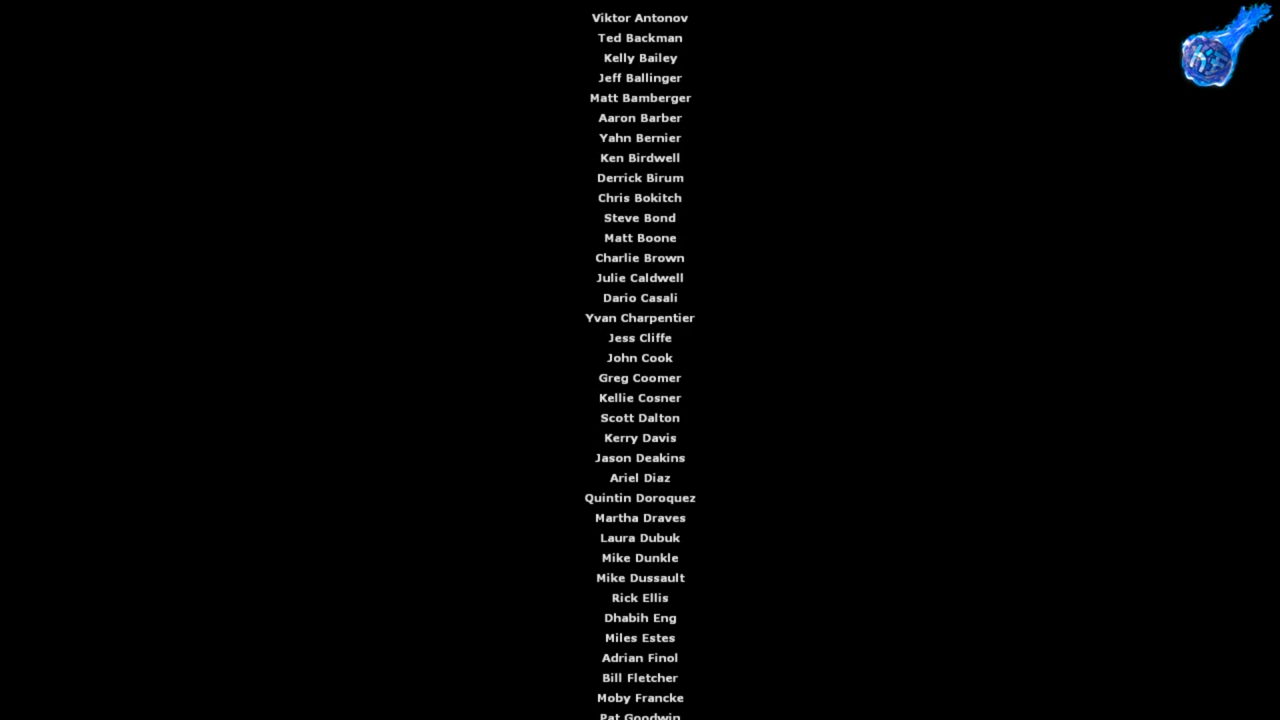 Viktor Antonov
Ted Backman
Kelly Bailey
Jeff Ballinger
Matt Bamberger
Aaron Barber
Yahn Bernier
Ken Birdwell
Derrick Birum
Chris Bokitch
Steve Bond
Matt Boone
Charlie Brown
Julie Caldwell
Dario Casali
Yvan Charpentier
Jess Cliffe
John Cook
Greg Coomer
Kellie Cosner
Scott Dalton
Kerry Davis
Jason Deakins
Ariel Diaz
Quintin Doroquez
Martha Draves
Laura Dubuk
Mike Dunkle
Mike Dussault
Rick Ellis
Dhabih Eng
Miles Estes
Adrian Finol
Bill Fletcher
Moby Francke
Pat Goodwin